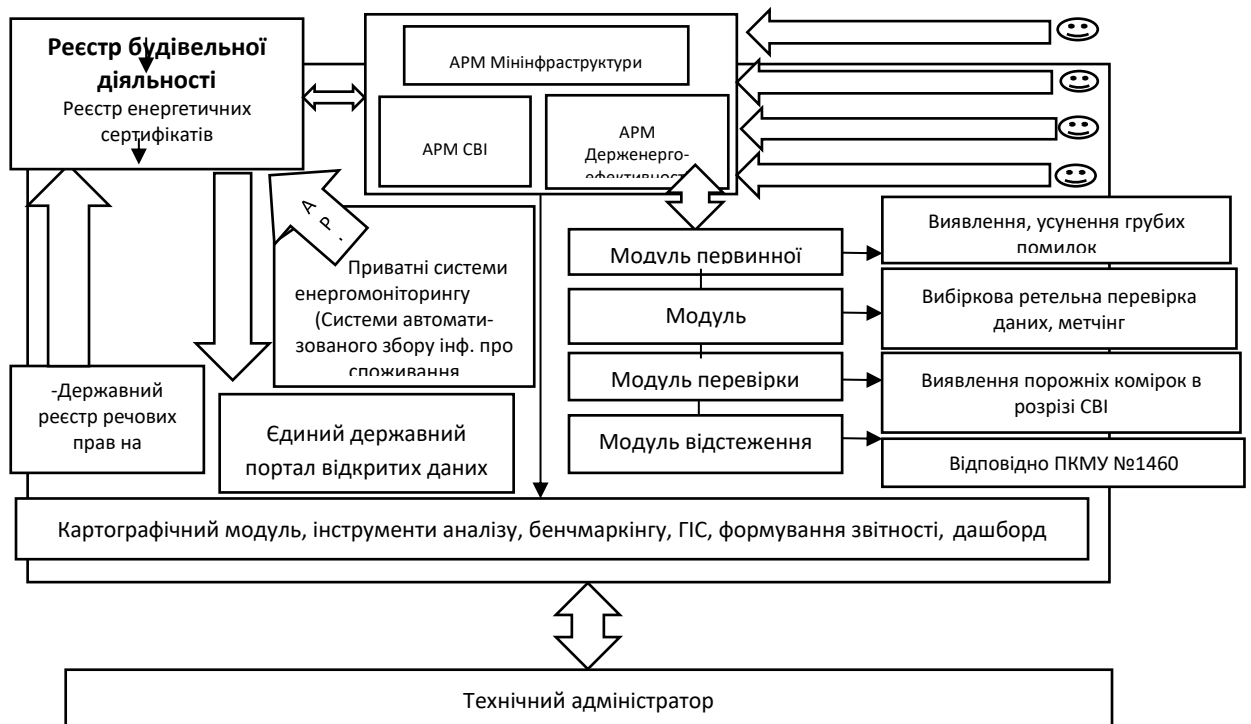 Реєстр будівельної
діяльності
Реєстр енергетичних
сертифікатів
АРМ Мінінфраструктури
АРМ СВІ
АРМ
Держенерго-
ефективност
А
Р
Приватні системи
енергомоніторингу
(Системи автомати-
зованого збору інф. про
споживання
-Державний
реєстр речових
прав на
Єдиний державний
портал відкритих даних
Модуль первинної
Модуль
Модуль перевірки
Модуль відстеження
Виявлення, усунення грубих
помилок
Вибіркова ретельна перевірка
даних, метчінг
Виявлення порожніх комірок в
розрізі СВІ
Відповідно ПКМУ №1460
Картографічний модуль, інструменти аналізу, бенчмаркінгу, ГІС, формування звітності, дашборд
Технічний адміністратор